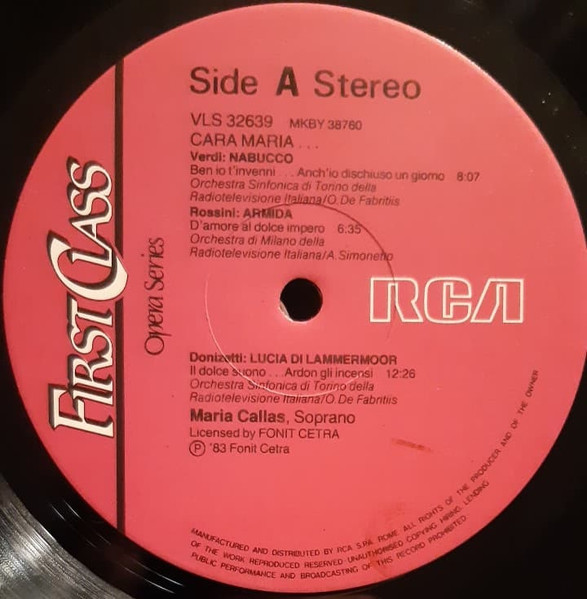 Side A Stereo
VLS 32639 MKBY 38760
CARA MARIA . . .
Verdi: NABUCCO
Ben io t'invenni . . . Anch'io dischiuso un giorno 8:07
Orchestra Sinfonica di Torino della
Radiotelevisione Italiana/O. De Fabritiis
Rossini: ARMIDA
D'amore al dolce impero 6:35
Orchestra di Milano della
Radiotelevisione Italiana/A. Simonetto
FIRST CLASS
Opera Series
RCA
Donizetti: LUCIA DI LAMMERMOOR
Il dolce suono . . . Ardon gli incensi 12:26
Orchestra Sinfonica di Torino della
Radiotelevisione Italiana/O. De Fabritiis
Maria Callas, Soprano
Licensed by FONIT CETRA
Ⓟ '83 Fonit Cetra
MANUFACTURED AND DISTRIBUTED BY RCA S.P.A. ROME. ALL RIGHTS OF THE PRODUCER AND OF THE OWNER
OF THE WORK REPRODUCED RESERVED · UNAUTHORISED COPYING HIRING, LENDING
PUBLIC PERFORMANCE AND BROADCASTING OF THIS RECORD PROHIBITED.